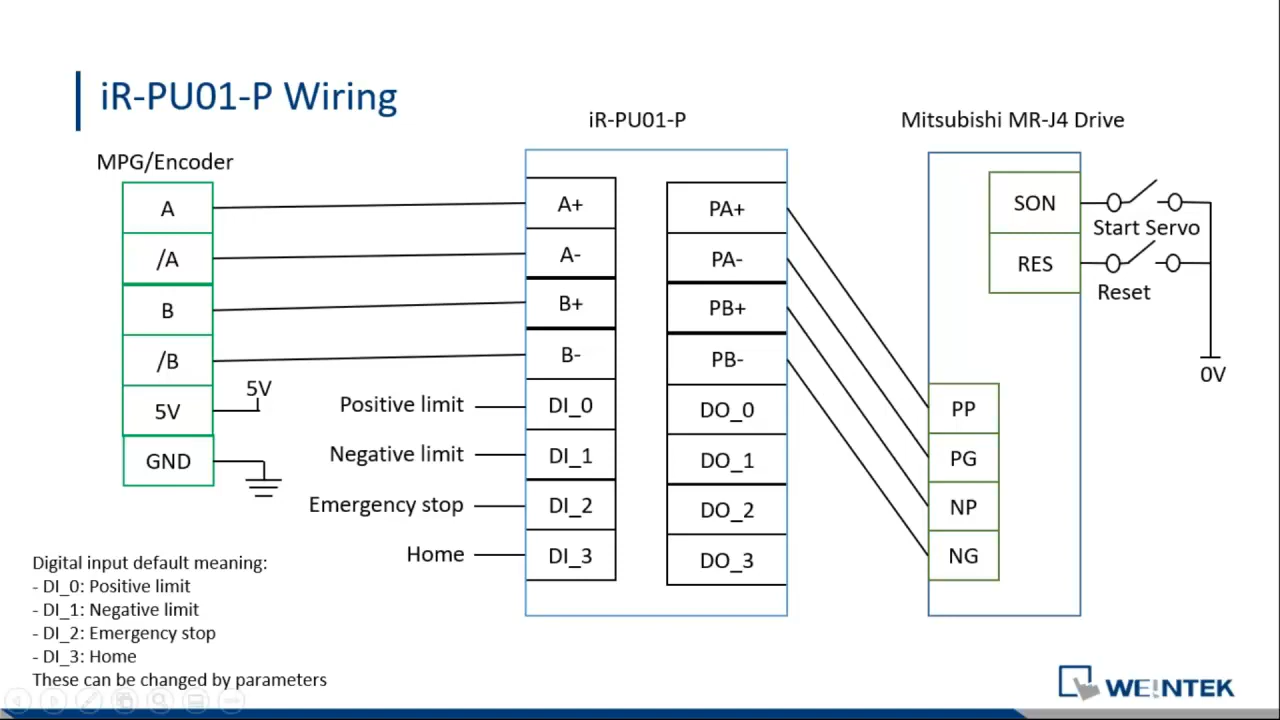 iR-PU01-P Wiring
MPG/Encoder
A
/A
B
/B
5V
GND
5V
iR-PU01-P
A+
A-
B+
B-
DI_0
DI_1
DI_2
DI_3
Positive limit
Negative limit
Emergency stop
Home
PA+
PA-
PB+
PB-
DO_0
DO_1
DO_2
DO_3
Mitsubishi MR-J4 Drive
SON
RES
Start Servo
Reset
0V
PP
PG
NP
NG
Digital input default meaning:
- DI_0: Positive limit
- DI_1: Negative limit
- DI_2: Emergency stop
- DI_3: Home
These can be changed by parameters
WEINTEK